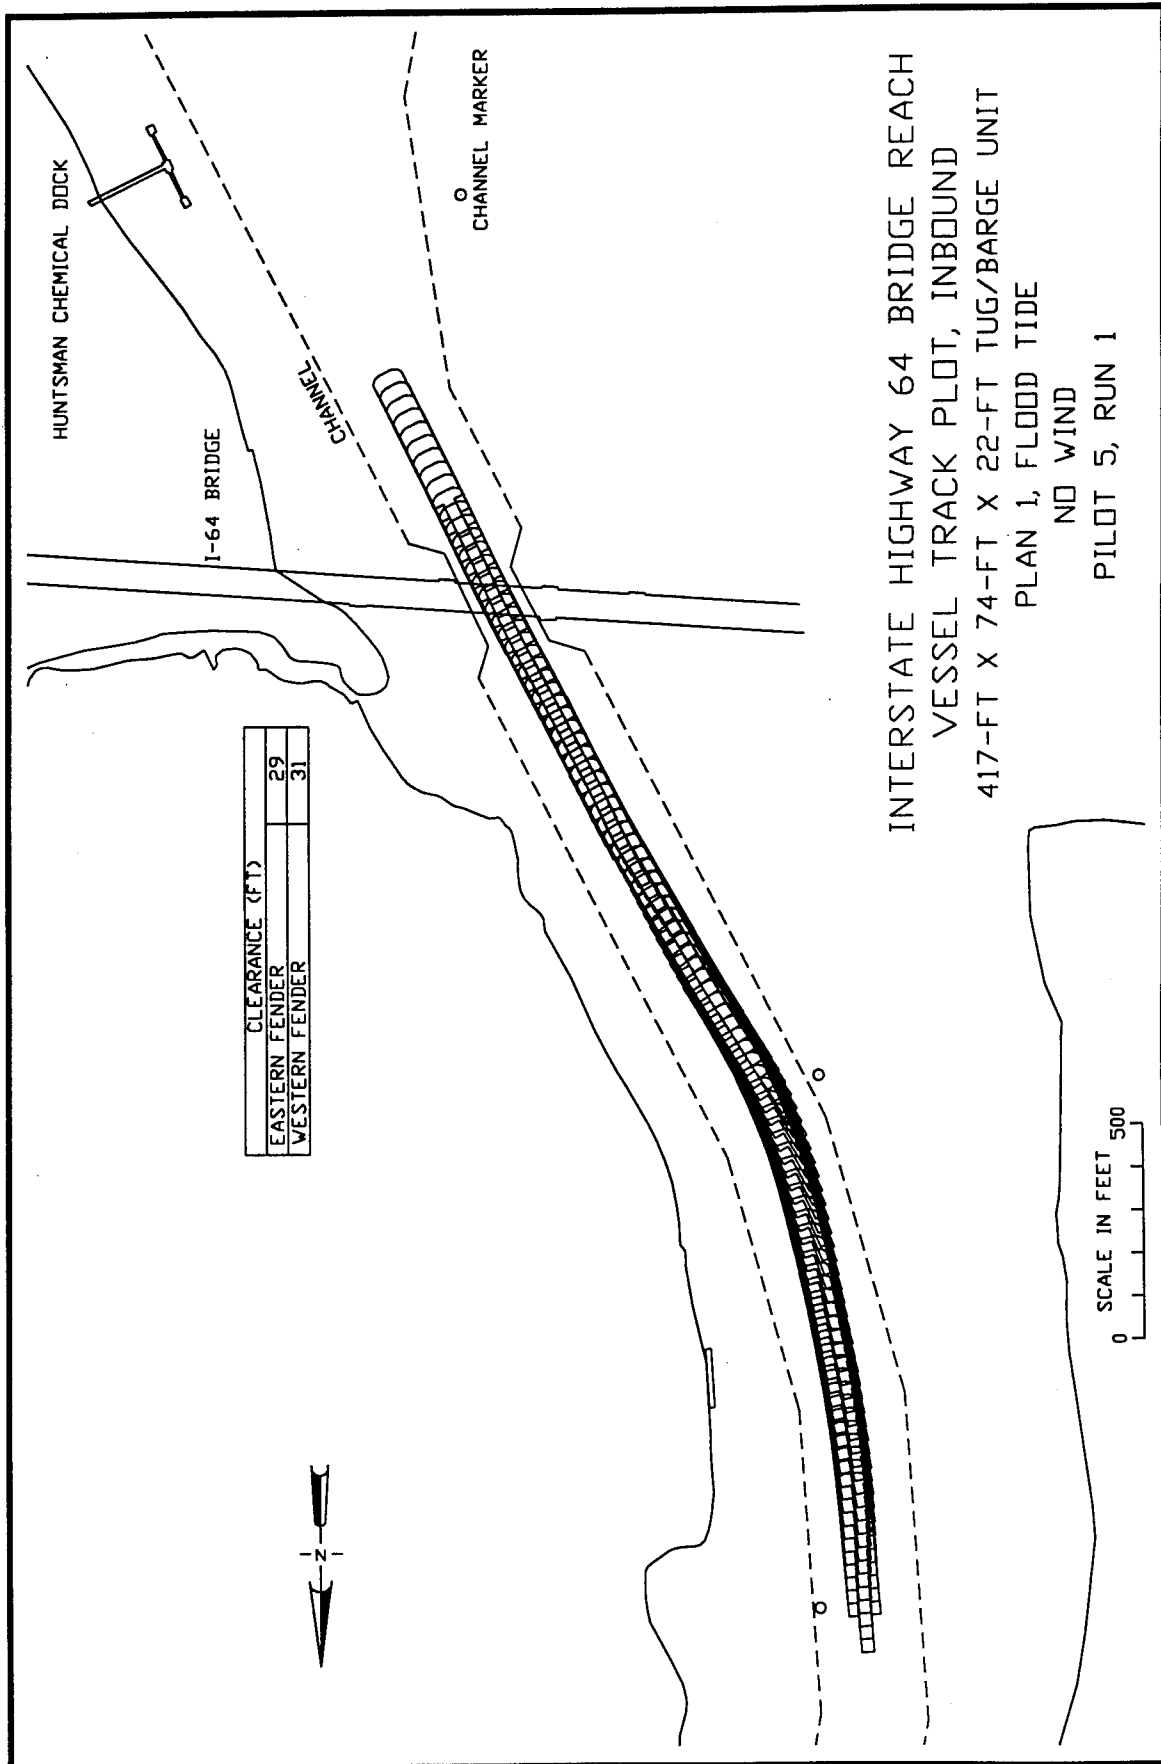 HUNTSMAN CHEMICAL DOCK
CHANNEL MARKER
CHANNEL
I-64 BRIDGE
CLEARANCE (FT)
EASTERN FENDER 29
WESTERN FENDER 31
N
SCALE IN FEET
0 500
INTERSTATE HIGHWAY 64 BRIDGE REACH
VESSEL TRACK PLOT, INBOUND
417-FT X 74-FT X 22-FT TUG/BARGE UNIT
PLAN 1, FLOOD TIDE
NO WIND
PILOT 5, RUN 1